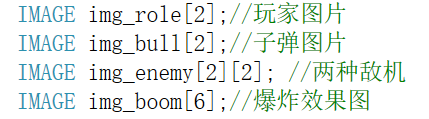 IMAGE img_role[2];//玩家图片
IMAGE img_bull[2];//子弹图片
IMAGE img_enemy[2][2]; //两种敌机
IMAGE img_boom[6];//爆炸效果图